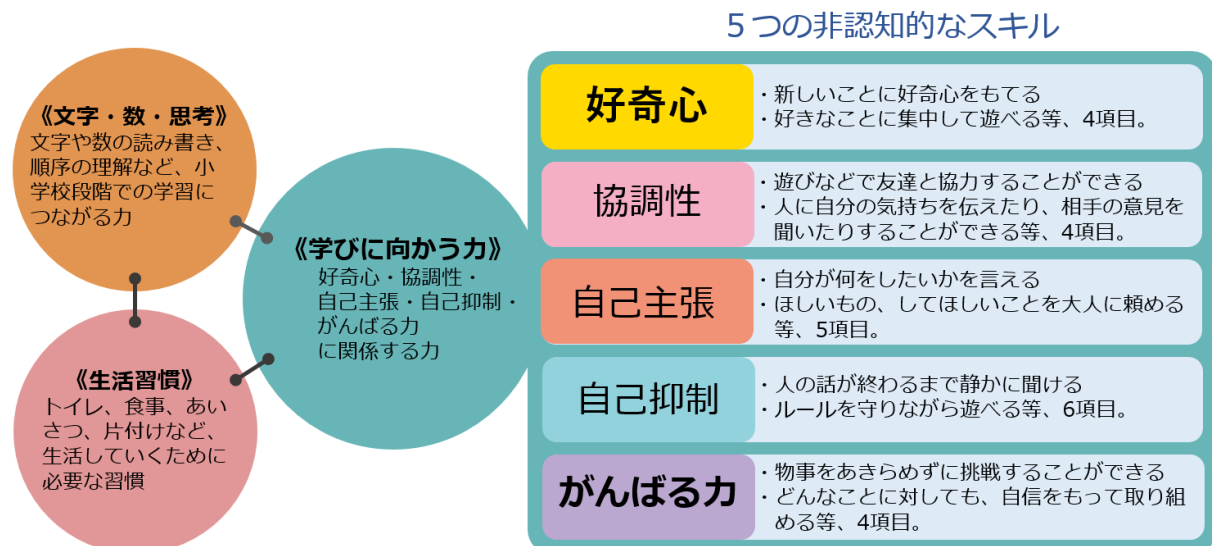 5つの非認知的なスキル
《文字・数・思考》
文字や数の読み書き、
順序の理解など、小
学校段階での学習に
つながる力
《生活習慣》
トイレ、食事、あい
さつ、片付けなど、
生活していくために
必要な習慣
《学びに向かう力》
好奇心・協調性・
自己主張・自己抑制・
がんばる力
に関係する力
好奇心
・新しいことに好奇心をもてる
・好きなことに集中して遊べる等、4項目。
協調性
・遊びなどで友達と協力することができる
・人に自分の気持ちを伝えたり、相手の意見を
聞いたりすることができる等、4項目。
自己主張
・自分が何をしたいかを言える
・ほしいもの、してほしいことを大人に頼める
等、5項目。
自己抑制
・人の話が終わるまで静かに聞ける
・ルールを守りながら遊べる等、6項目。
がんばる力
・物事をあきらめずに挑戦することができる
・どんなことに対しても、自信をもって取り組
める等、4項目。